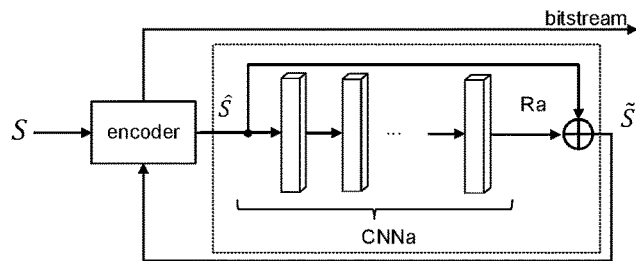 bitstream
S
encoder
Ŝ
...
Ra
S̃
CNNa